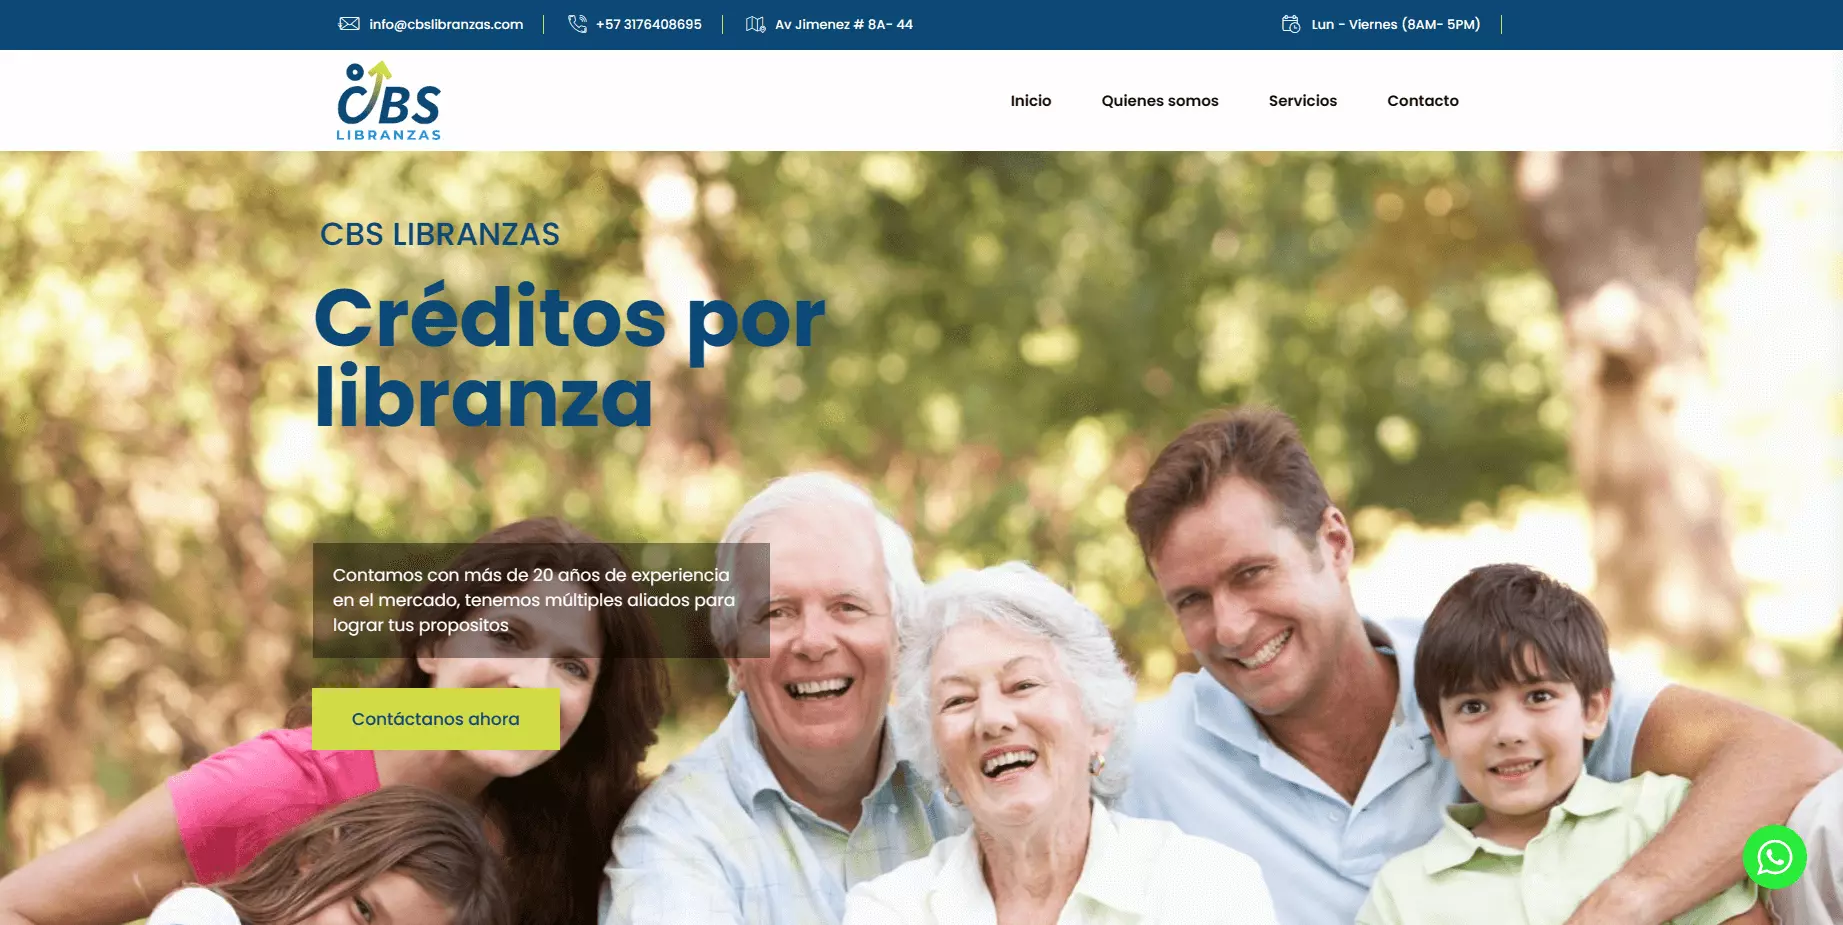 info@cbslibranzas.com
+57 3176408695
Av Jimenez # 8A- 44
Lun - Viernes (8AM- 5PM)
CBS
LIBRANZAS
Inicio
Quienes somos
Servicios
Contacto
CBS LIBRANZAS
Créditos por
libranza
Contamos con más de 20 años de experiencia
en el mercado, tenemos múltiples aliados para
lograr tus propositos
Contáctanos ahora